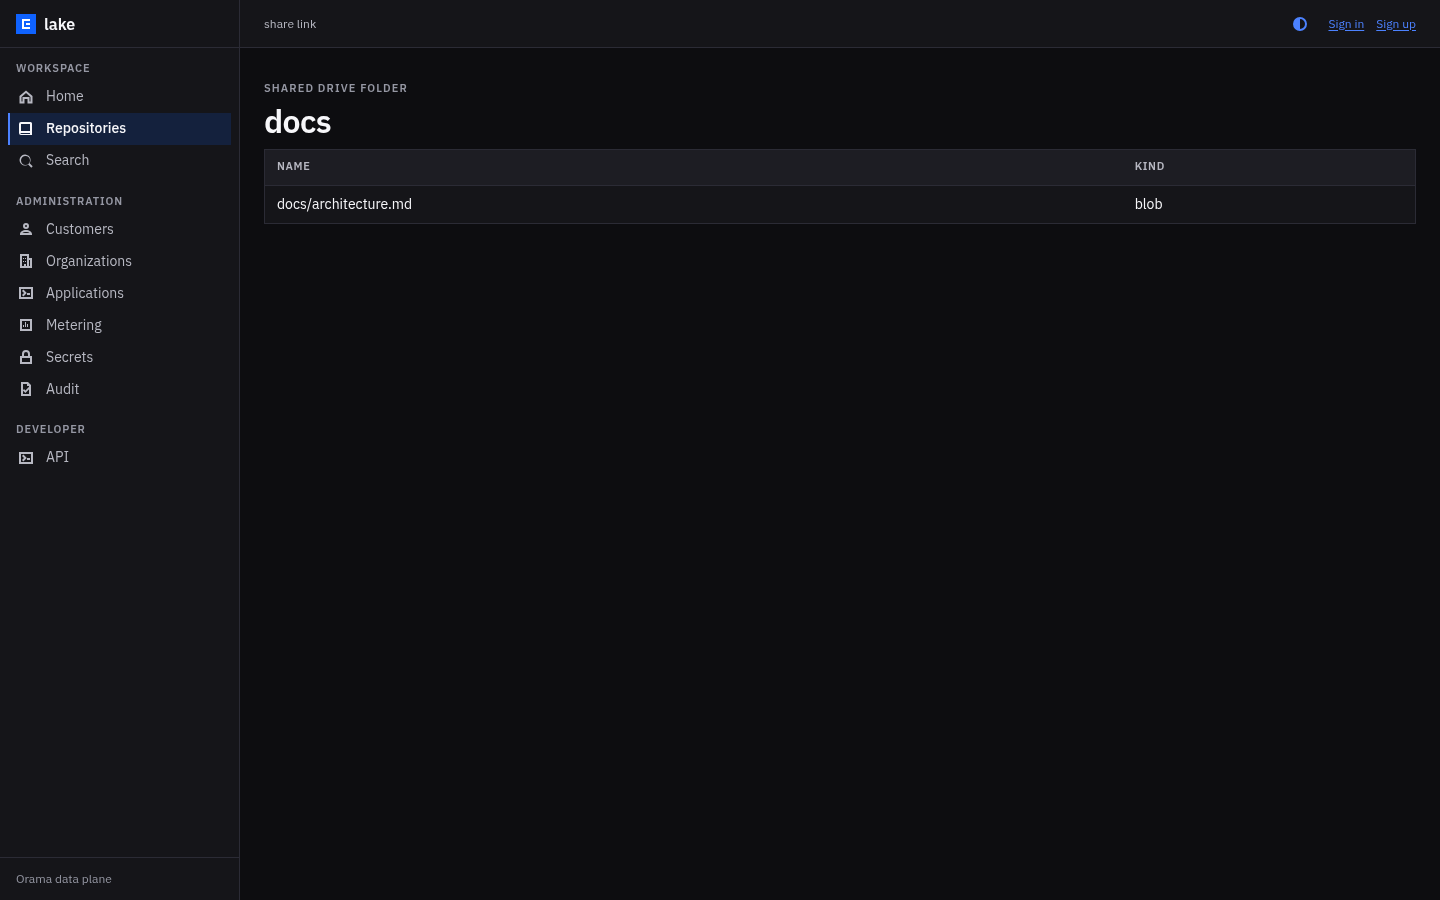 lake
WORKSPACE
Home
Repositories
Search
ADMINISTRATION
Customers
Organizations
Applications
Metering
Secrets
Audit
DEVELOPER
API
Orama data plane
share link
Sign in Sign up
SHARED DRIVE FOLDER
docs
NAME KIND
docs/architecture.md blob